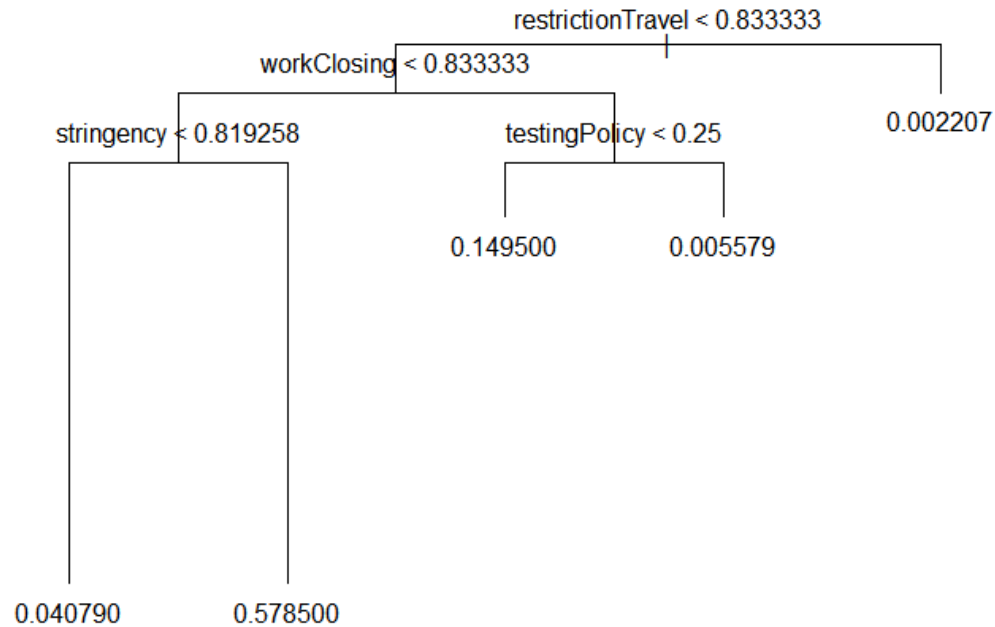 restrictionTravel < 0.833333
workClosing < 0.833333
0.002207
stringency < 0.819258
testingPolicy < 0.25
0.149500
0.005579
0.040790
0.578500